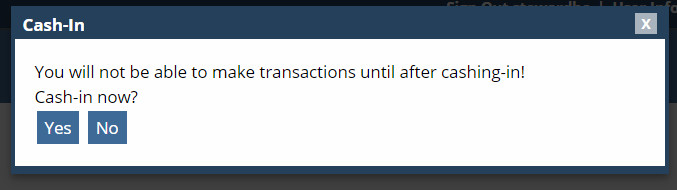 Cash-In
X
You will not be able to make transactions until after cashing-in!
Cash-in now?
Yes No